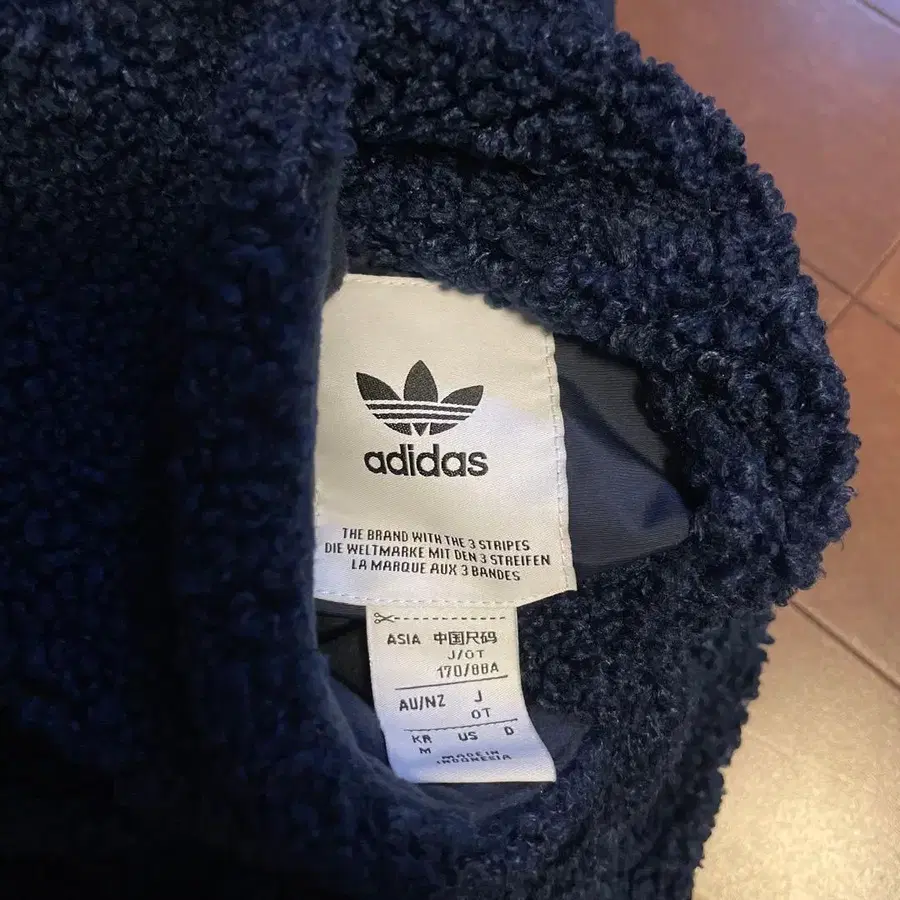 adidas
THE BRAND WITH THE 3 STRIPES
DIE WELTMARKE MIT DEN 3 STREIFEN
LA MARQUE AUX 3 BANDES
ASIA 中国尺码
J/OT
170/88A
AU/NZ J
OT
KR US D
M
MADE IN
INDONESIA